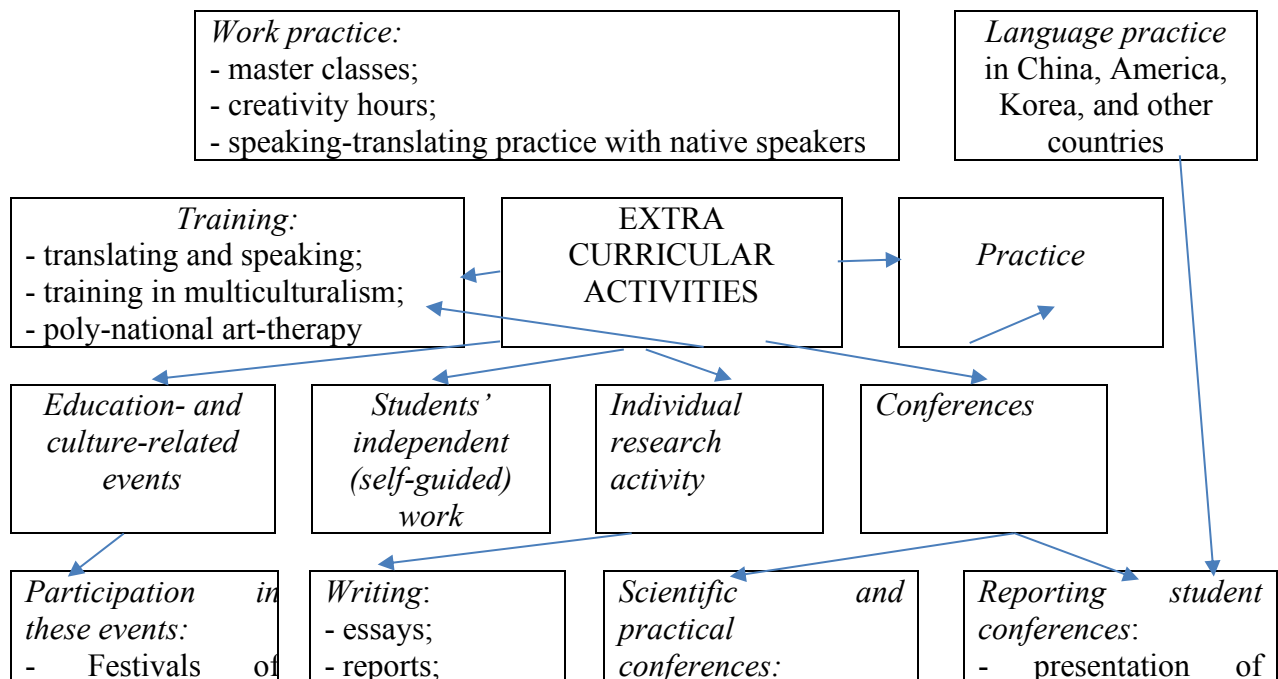 Work practice:
- master classes;
- creativity hours;
- speaking-translating practice with native speakers
Language practice
in China, America,
Korea, and other
countries
Training:
- translating and speaking;
- training in multiculturalism;
- poly-national art-therapy
EXTRA
CURRICULAR
ACTIVITIES
Practice
Education- and
culture-related
events
Students’
independent
(self-guided)
work
Individual
research
activity
Conferences
Participation in
these events:
- Festivals of
Writing:
- essays;
- reports;
Scientific and
practical
conferences:
Reporting student
conferences:
- presentation of